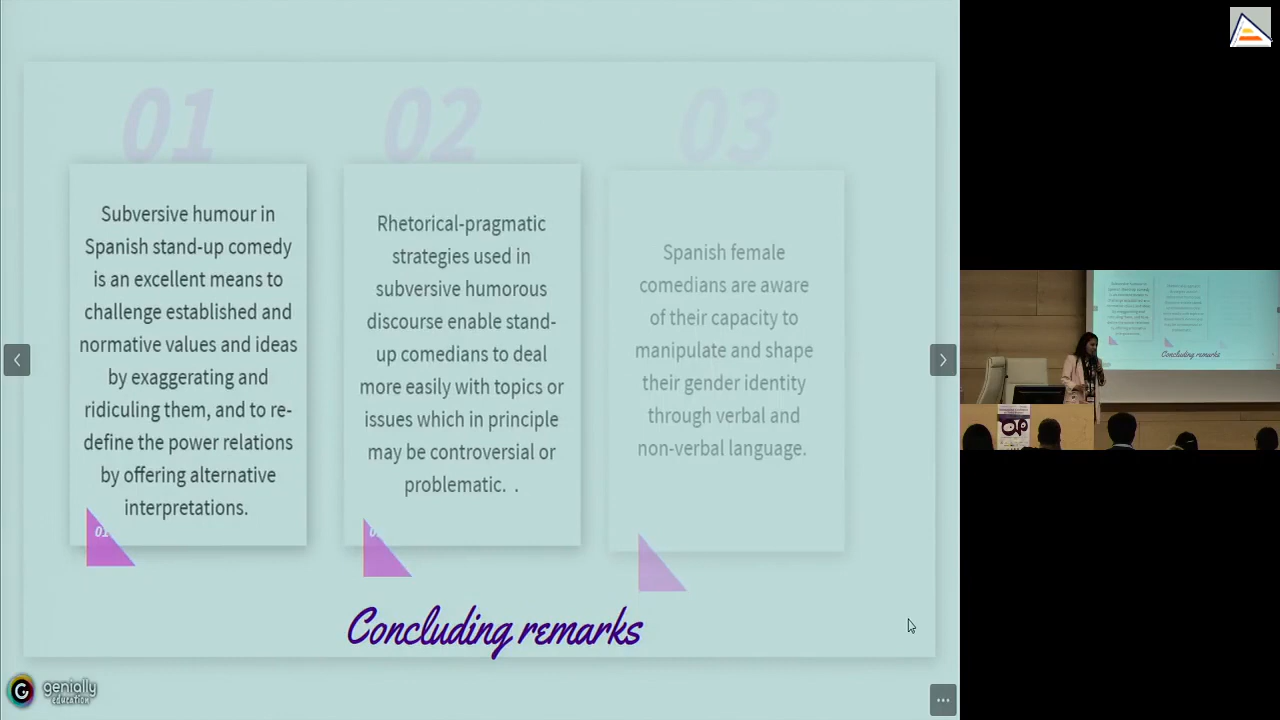 01
02
03
Subversive humour in
Spanish stand-up comedy
is an excellent means to
challenge established and
normative values and ideas
by exaggerating and
ridiculing them, and to re-
define the power relations
by offering alternative
interpretations.
01
Rhetorical-pragmatic
strategies used in
subversive humorous
discourse enable stand-
up comedians to deal
more easily with topics or
issues which in principle
may be controversial or
problematic. .
Spanish female
comedians are aware
of their capacity to
manipulate and shape
their gender identity
through verbal and
non-verbal language.
Concluding remarks
genially
education
Concluding remarks